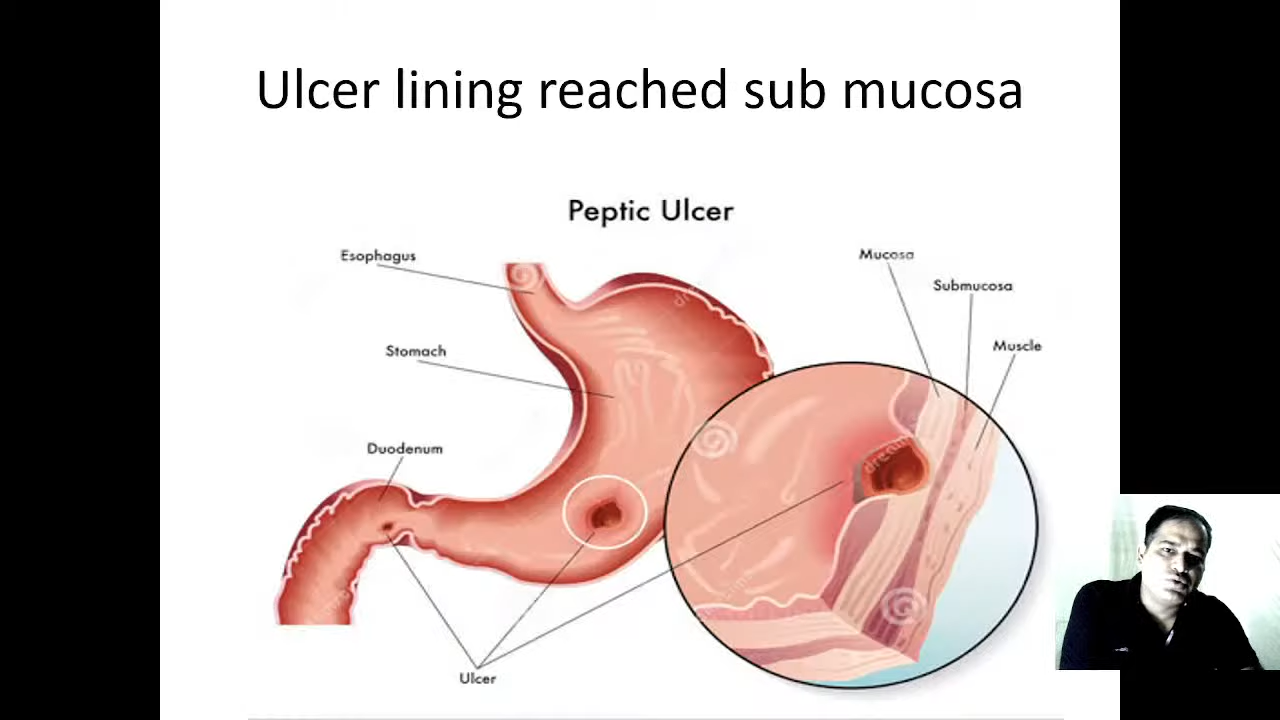 Ulcer lining reached sub mucosa
Peptic Ulcer
Esophagus
Mucosa
Submucosa
Muscle
Stomach
Duodenum
Ulcer